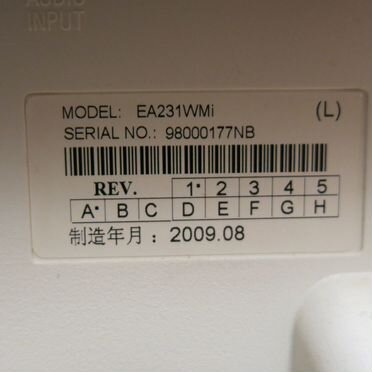 AUDIO
INPUT
MODEL: EA231WMi (L)
SERIAL NO.: 98000177NB
REV. 1• 2 3 4 5
A• B C D E F G H
制造年月：2009.08